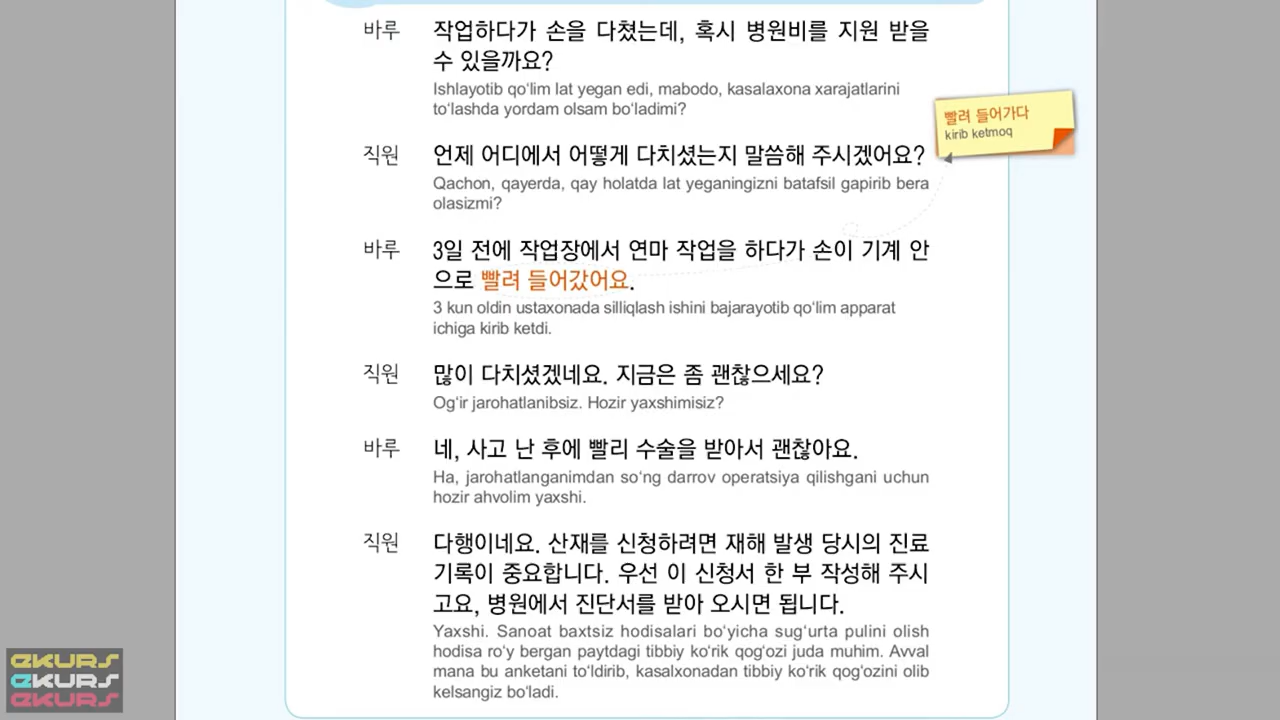 바루 작업하다가 손을 다쳤는데, 혹시 병원비를 지원 받을
수 있을까요?
Ishlayotib qo‘lim lat yegan edi, mabodo, kasalaxona xarajatlarini
to‘lashda yordam olsam bo‘ladimi?
빨려 들어가다
kirib ketmoq
직원 언제 어디에서 어떻게 다치셨는지 말씀해 주시겠어요?
Qachon, qayerda, qay holatda lat yeganingizni batafsil gapirib bera
olasizmi?
바루 3일 전에 작업장에서 연마 작업을 하다가 손이 기계 안
으로 빨려 들어갔어요.
3 kun oldin ustaxonada silliqlash ishini bajarayotib qo‘lim apparat
ichiga kirib ketdi.
직원 많이 다치셨겠네요. 지금은 좀 괜찮으세요?
Og‘ir jarohatlanibsiz. Hozir yaxshimisiz?
바루 네, 사고 난 후에 빨리 수술을 받아서 괜찮아요.
Ha, jarohatlanganimdan so‘ng darrov operatsiya qilishgani uchun
hozir ahvolim yaxshi.
직원 다행이네요. 산재를 신청하려면 재해 발생 당시의 진료
기록이 중요합니다. 우선 이 신청서 한 부 작성해 주시
고요, 병원에서 진단서를 받아 오시면 됩니다.
Yaxshi. Sanoat baxtsiz hodisalari bo‘yicha sug‘urta pulini olish
hodisa ro‘y bergan paytdagi tibbiy ko‘rik qog‘ozi juda muhim. Avval
mana bu anketani to‘ldirib, kasalxonadan tibbiy ko‘rik qog‘ozini olib
kelsangiz bo‘ladi.
EKURS
EKURS
EKURS